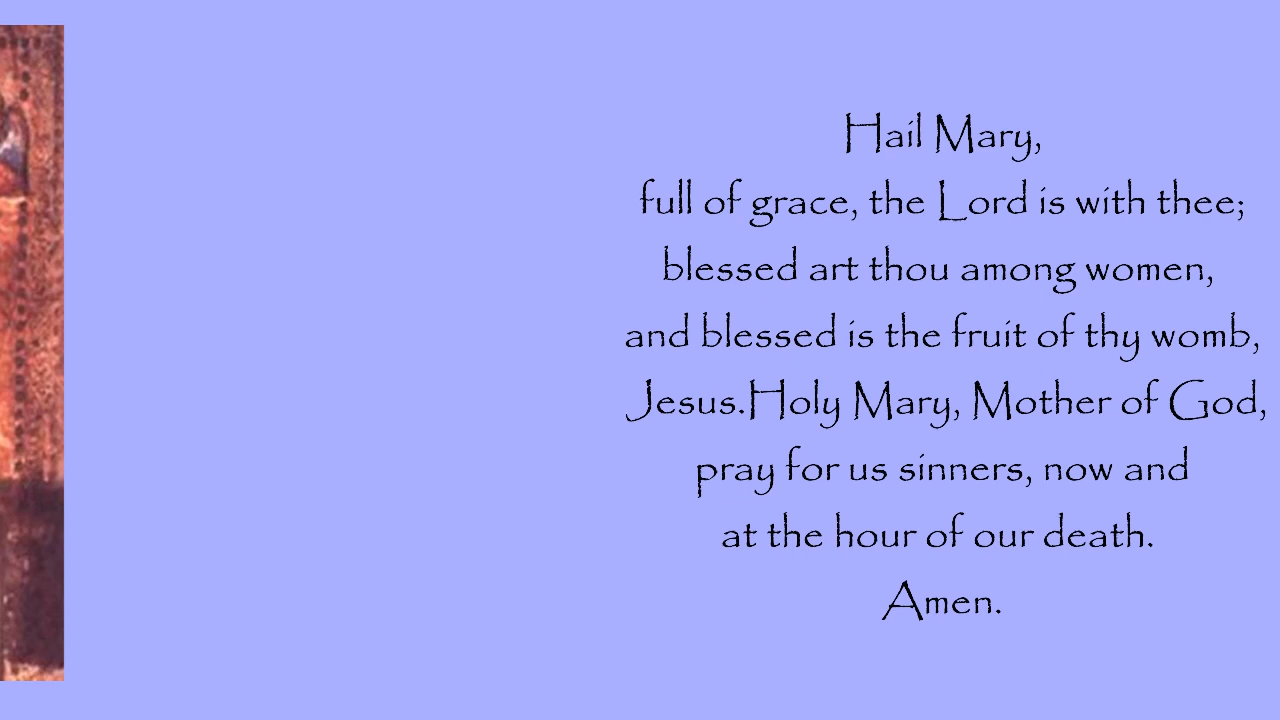 Hail Mary,
full of grace, the Lord is with thee;
blessed art thou among women,
and blessed is the fruit of thy womb,
Jesus.Holy Mary, Mother of God,
pray for us sinners, now and
at the hour of our death.
Amen.